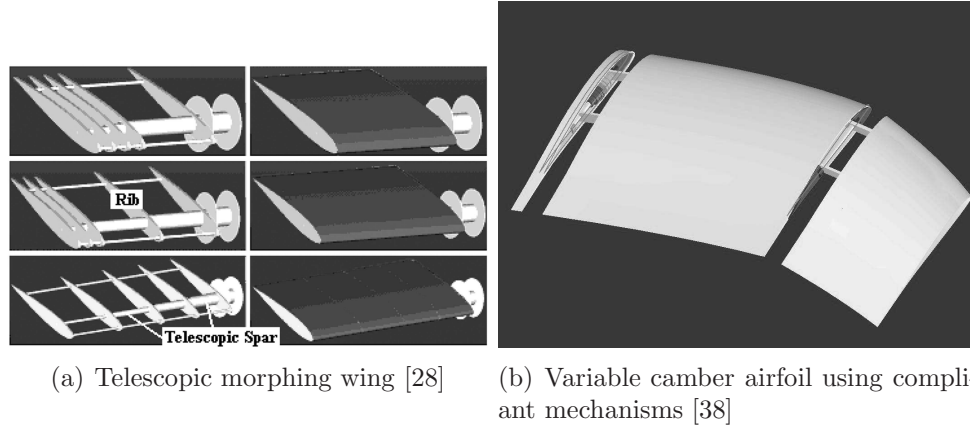 Rib
Telescopic Spar
(a) Telescopic morphing wing [28]
(b) Variable camber airfoil using compli-
ant mechanisms [38]